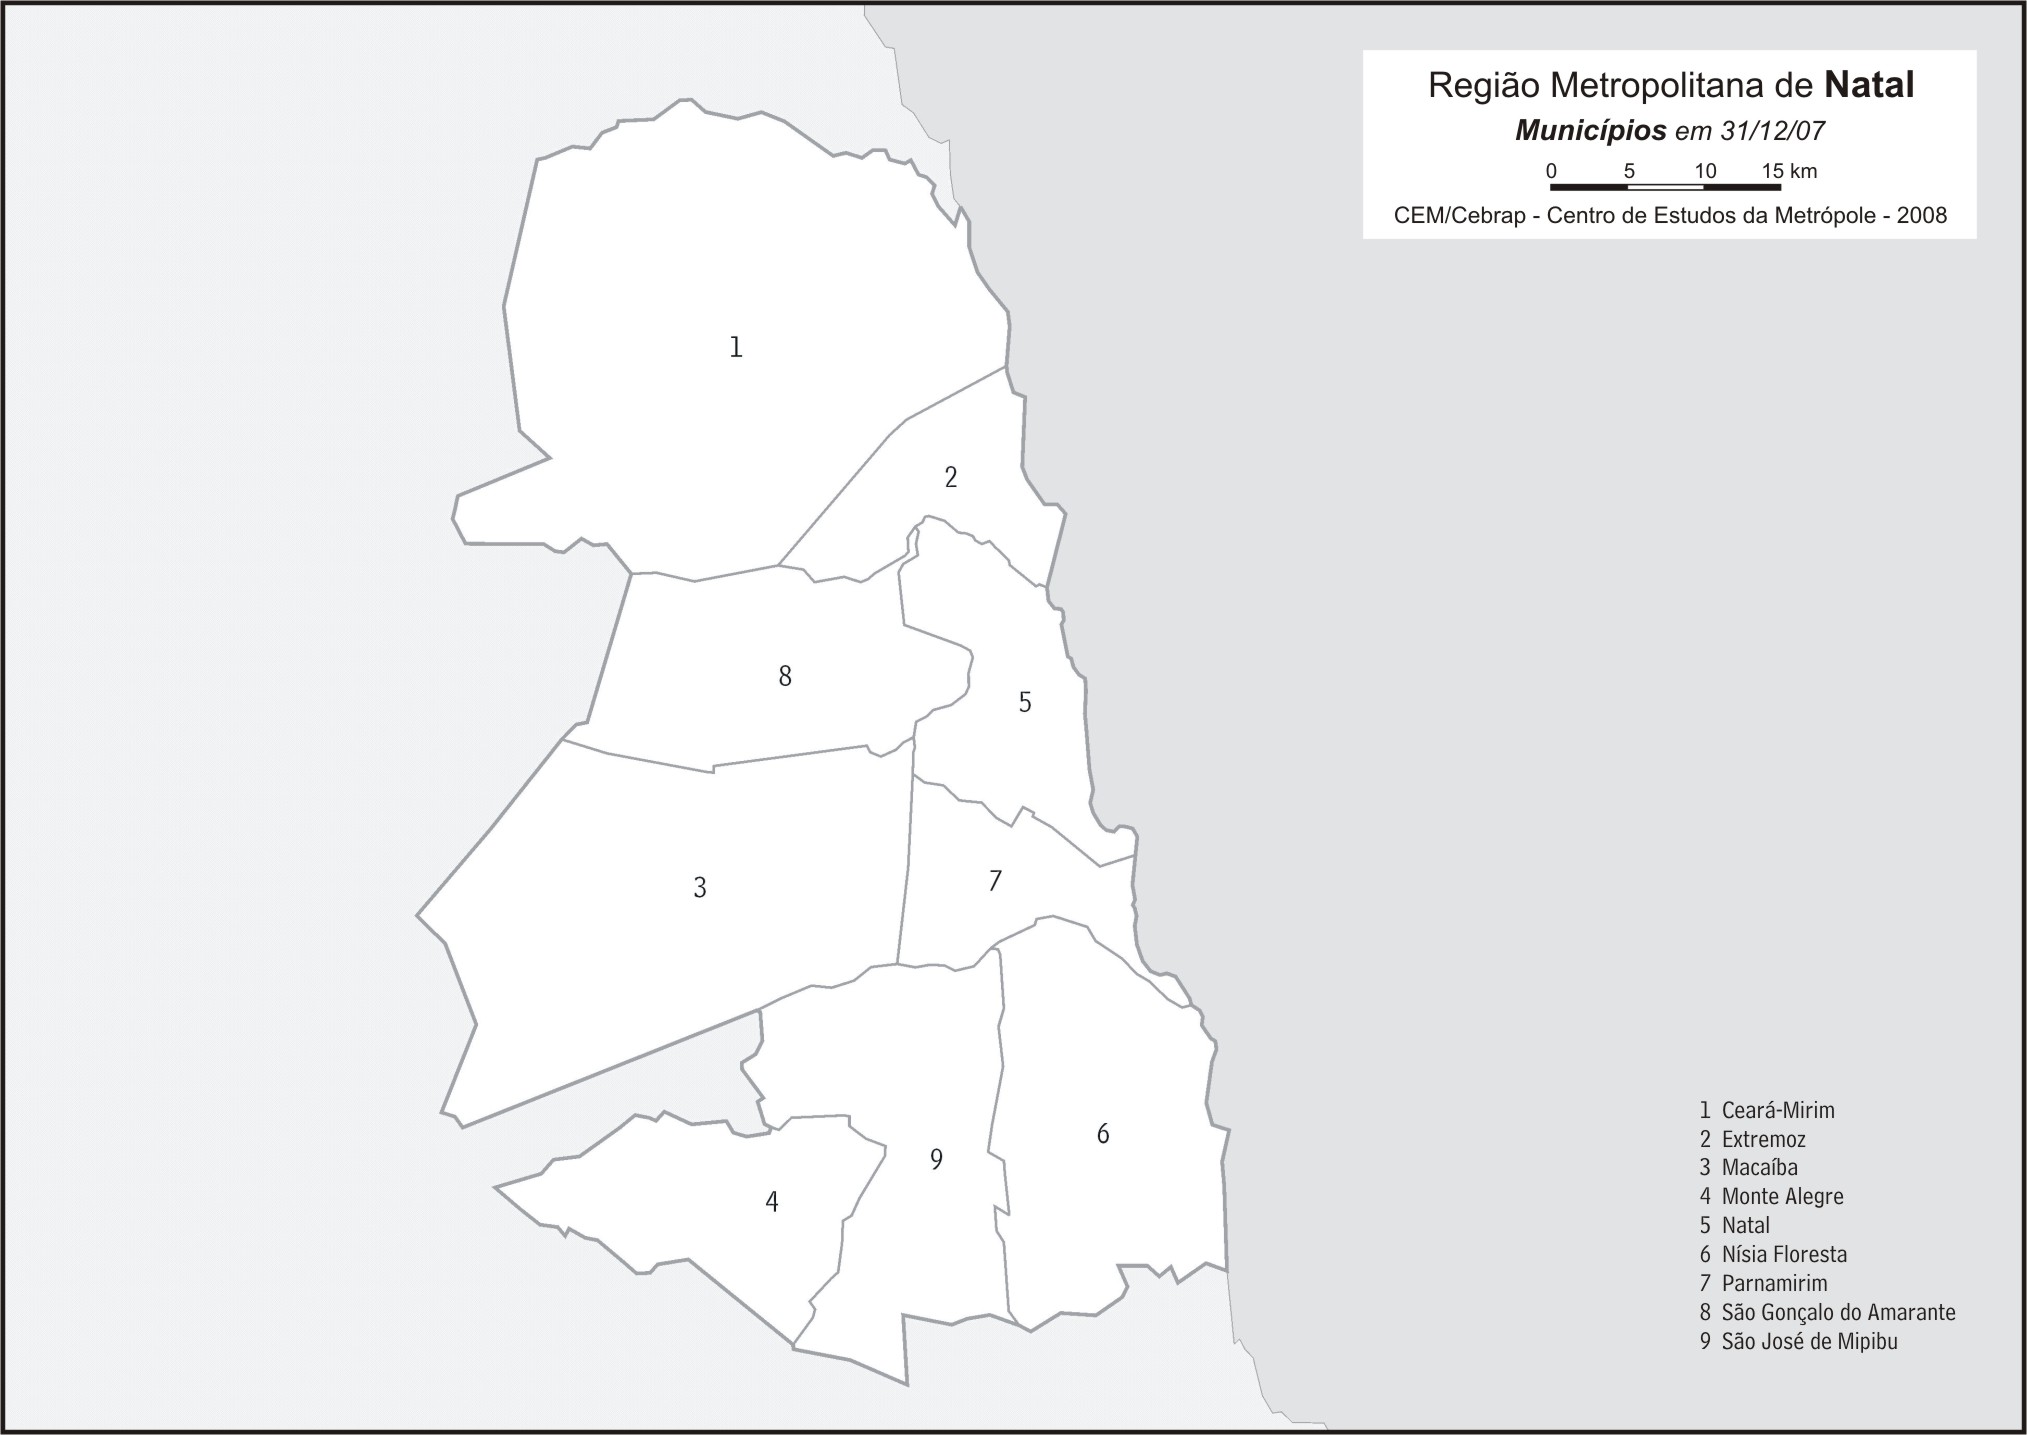 Região Metropolitana de Natal
Municípios em 31/12/07
0 5 10 15 km
CEM/Cebrap - Centro de Estudos da Metrópole - 2008
1
2
8
5
3
7
6
9
4
1 Ceará-Mirim
2 Extremoz
3 Macaíba
4 Monte Alegre
5 Natal
6 Nísia Floresta
7 Parnamirim
8 São Gonçalo do Amarante
9 São José de Mipibu